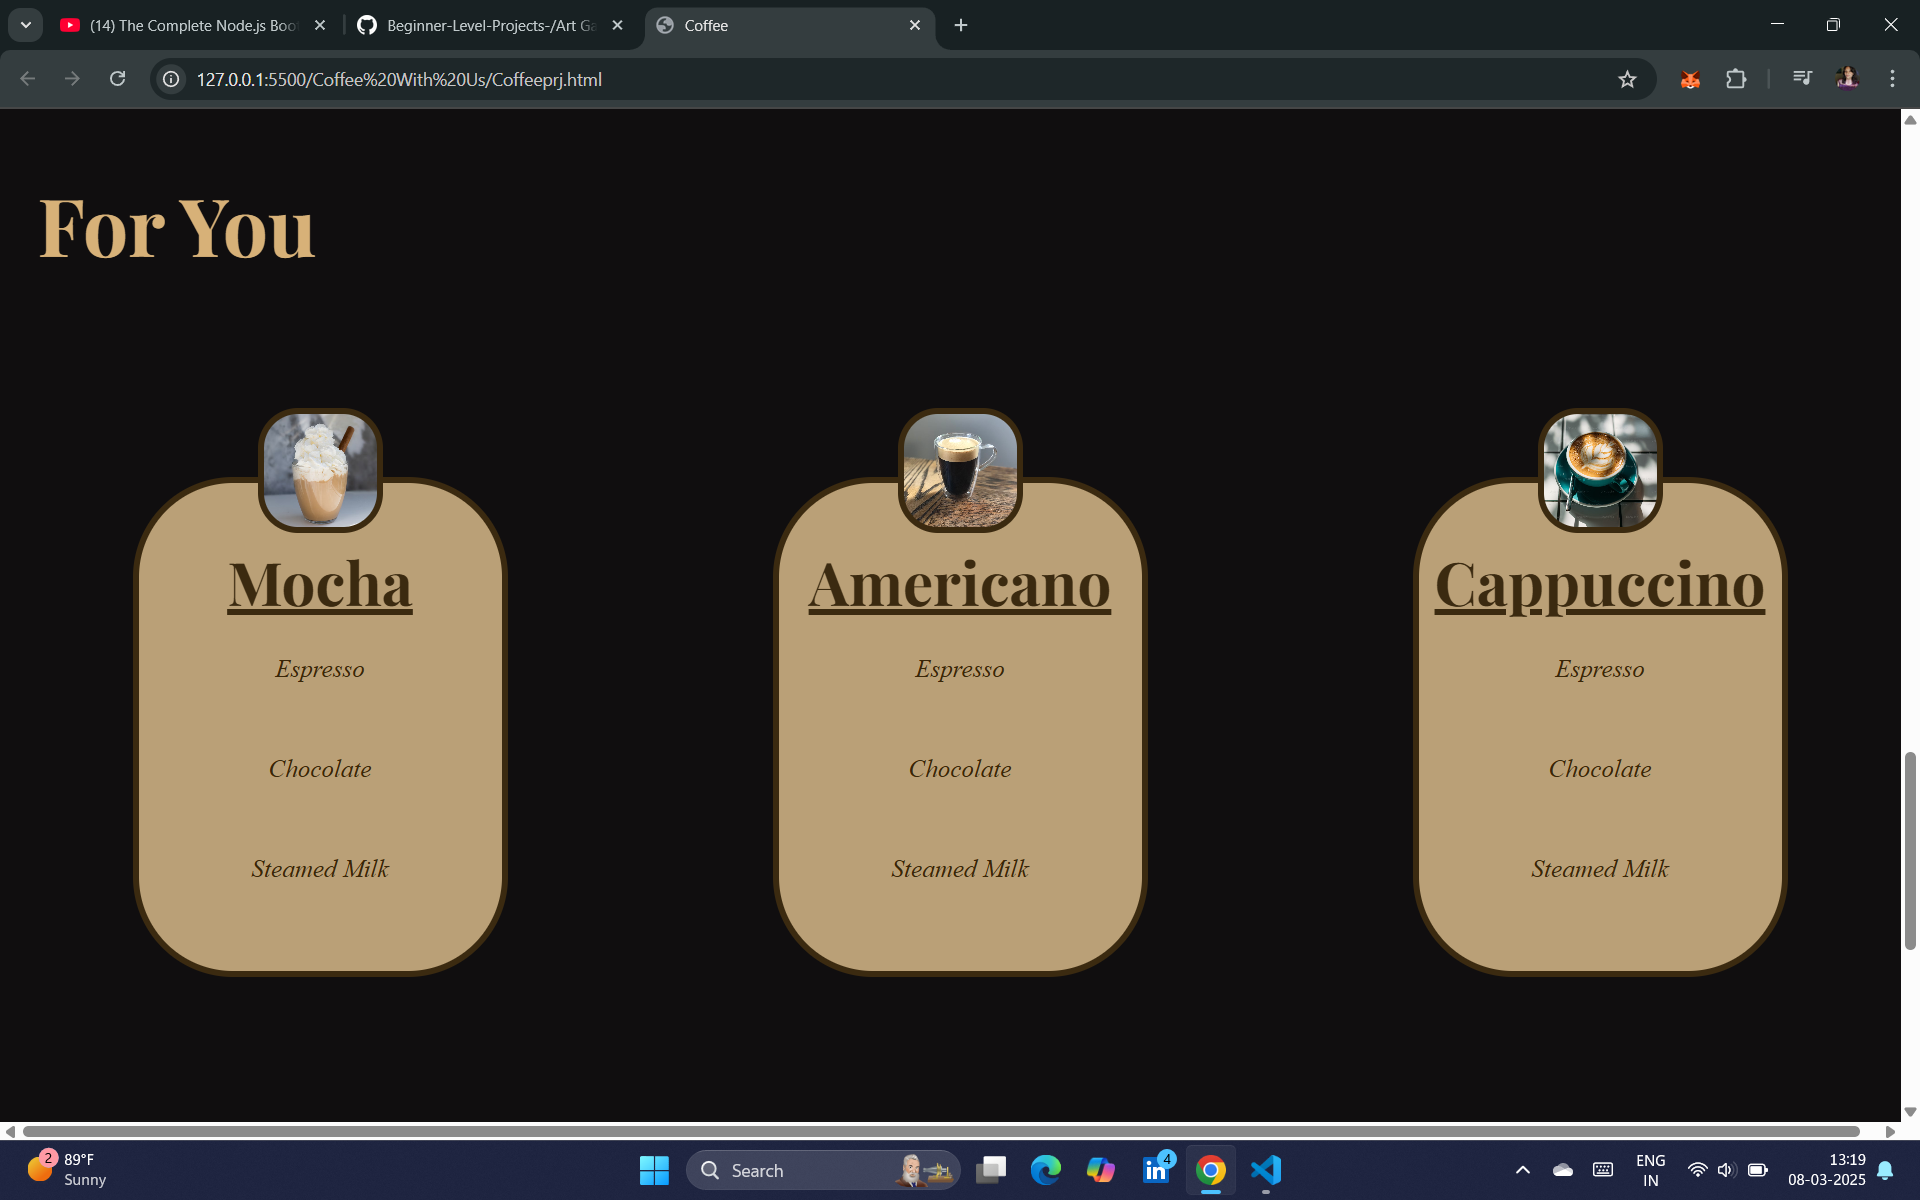 (14) The Complete Node.js Boo
Beginner-Level-Projects-/Art Ga
Coffee
127.0.0.1:5500/Coffee%20With%20Us/Coffeeprj.html
For You
Mocha
Espresso
Chocolate
Steamed Milk
Americano
Espresso
Chocolate
Steamed Milk
Cappuccino
Espresso
Chocolate
Steamed Milk
2
89°F
Sunny
Search
4
ENG
IN
13:19
08-03-2025